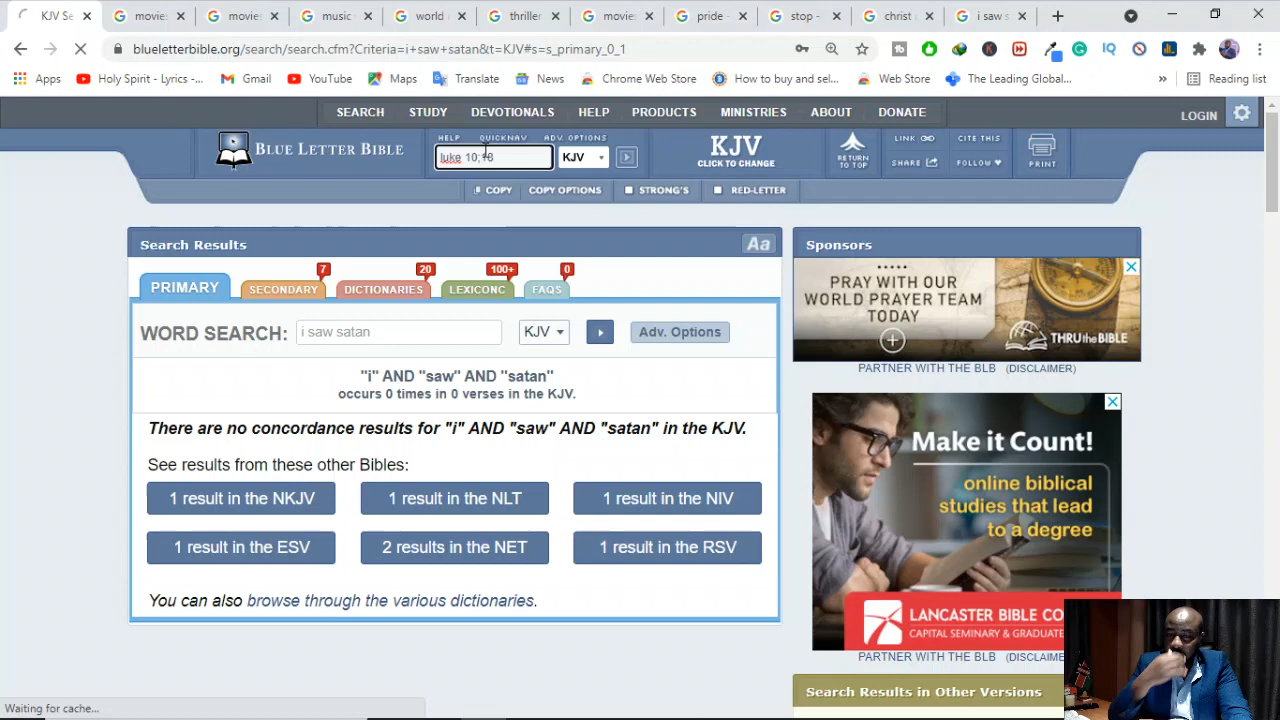 KJV Se
movies
movies
music
world
thriller
movies
pride -
stop -
christ
i saw s
blueletterbible.org/search/search.cfm?Criteria=i+saw+satan&t=KJV#s=s_primary_0_1
Apps
Holy Spirit - Lyrics -...
Gmail
YouTube
Maps
Translate
News
Chrome Web Store
How to buy and sel...
Web Store
The Leading Global...
»
Reading list
SEARCH STUDY DEVOTIONALS HELP PRODUCTS MINISTRIES ABOUT DONATE
LOGIN
BLUE LETTER BIBLE
HELP QUICKNAV ADV. OPTIONS
luke 10;18
KJV
KJV
CLICK TO CHANGE
RETURN
TO TOP
LINK
CITE THIS
SHARE
FOLLOW
PRINT
COPY COPY OPTIONS STRONG'S RED-LETTER
Search Results
Aa
7
20
100+
0
PRIMARY SECONDARY DICTIONARIES LEXICONC FAQS
WORD SEARCH: i saw satan KJV Adv. Options
"i" AND "saw" AND "satan"
occurs 0 times in 0 verses in the KJV.
There are no concordance results for "i" AND "saw" AND "satan" in the KJV.
See results from these other Bibles:
1 result in the NKJV
1 result in the NLT
1 result in the NIV
1 result in the ESV
2 results in the NET
1 result in the RSV
You can also browse through the various dictionaries.
Sponsors
PRAY WITH OUR
WORLD PRAYER TEAM
TODAY
THRU the BIBLE
PARTNER WITH THE BLB (DISCLAIMER)
Make it Count!
online biblical
studies that lead
to a degree
LANCASTER BIBLE CO
CAPITAL SEMINARY & GRADUATE
PARTNER WITH THE BLB (DISCLAIME
Search Results in Other Versions
Waiting for cache...